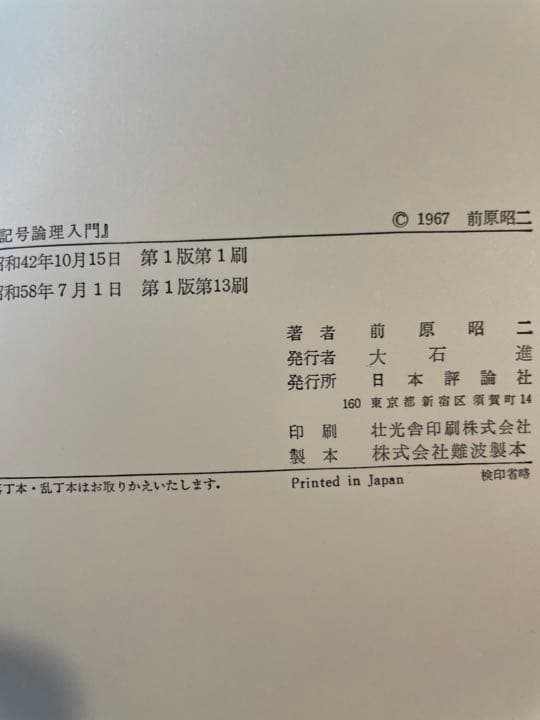 記号論理入門』
© 1967 前原昭二
昭和42年10月15日 第1版第1刷
昭和58年7月1日 第1版第13刷
著者 前原昭二
発行者 大石進
発行所 日本評論社
160 東京都新宿区須賀町14
印刷 壮光舎印刷株式会社
製本 株式会社難波製本
落丁本・乱丁本はお取りかえいたします。
Printed in Japan
検印省略